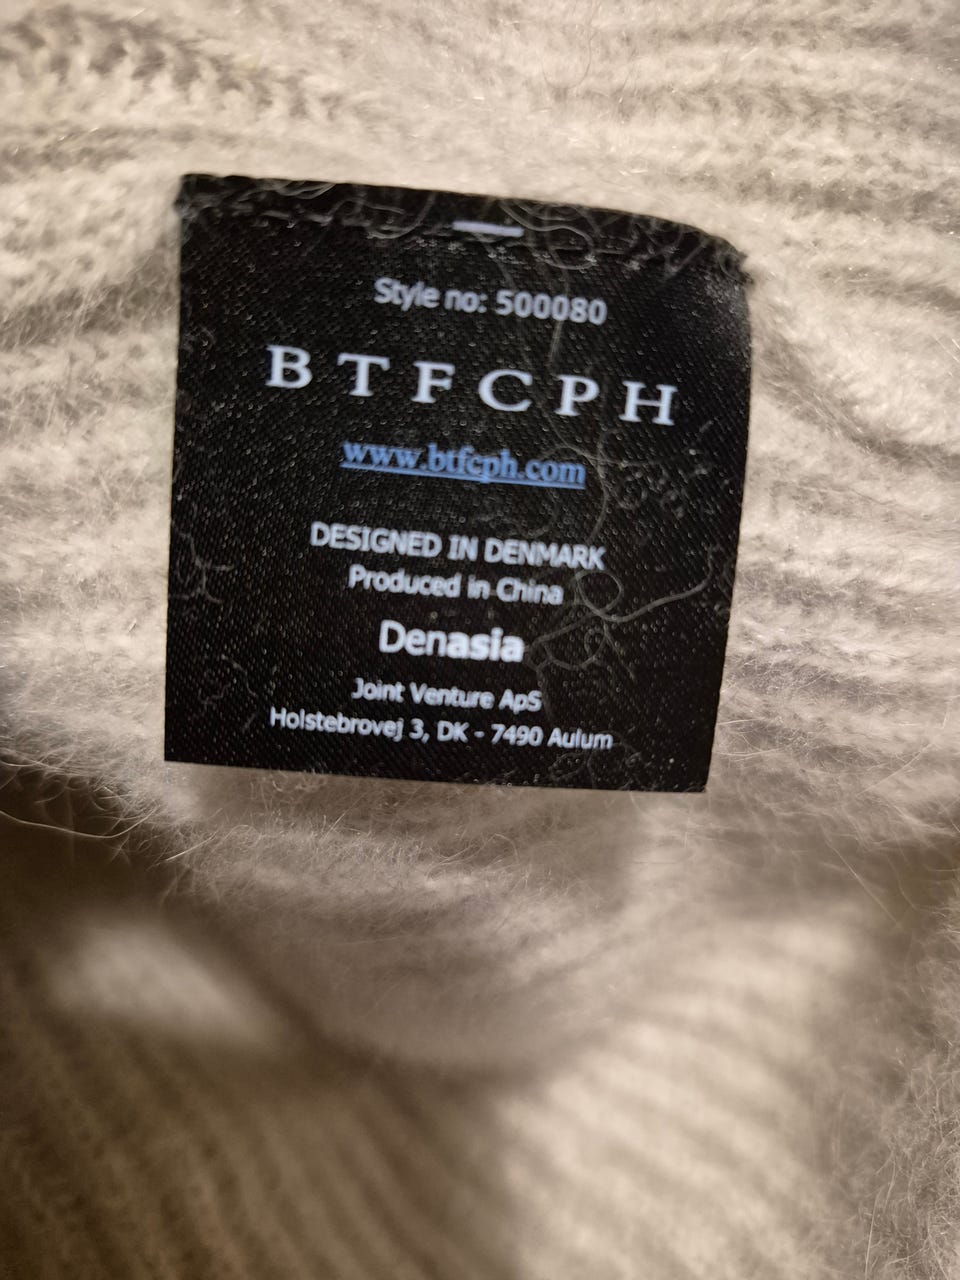 Style no: 500080
BTFCPH
www.btfcph.com
DESIGNED IN DENMARK
Produced in China
Denasia
Joint Venture ApS
Holstebrovej 3, DK - 7490 Aulum